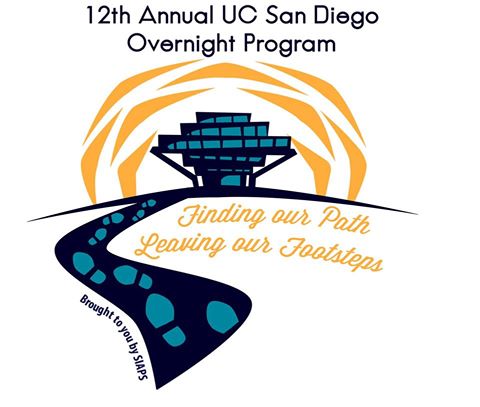 12th Annual UC San Diego
Overnight Program
Finding our Path
Leaving our Footsteps
Brought to you by SIAPS